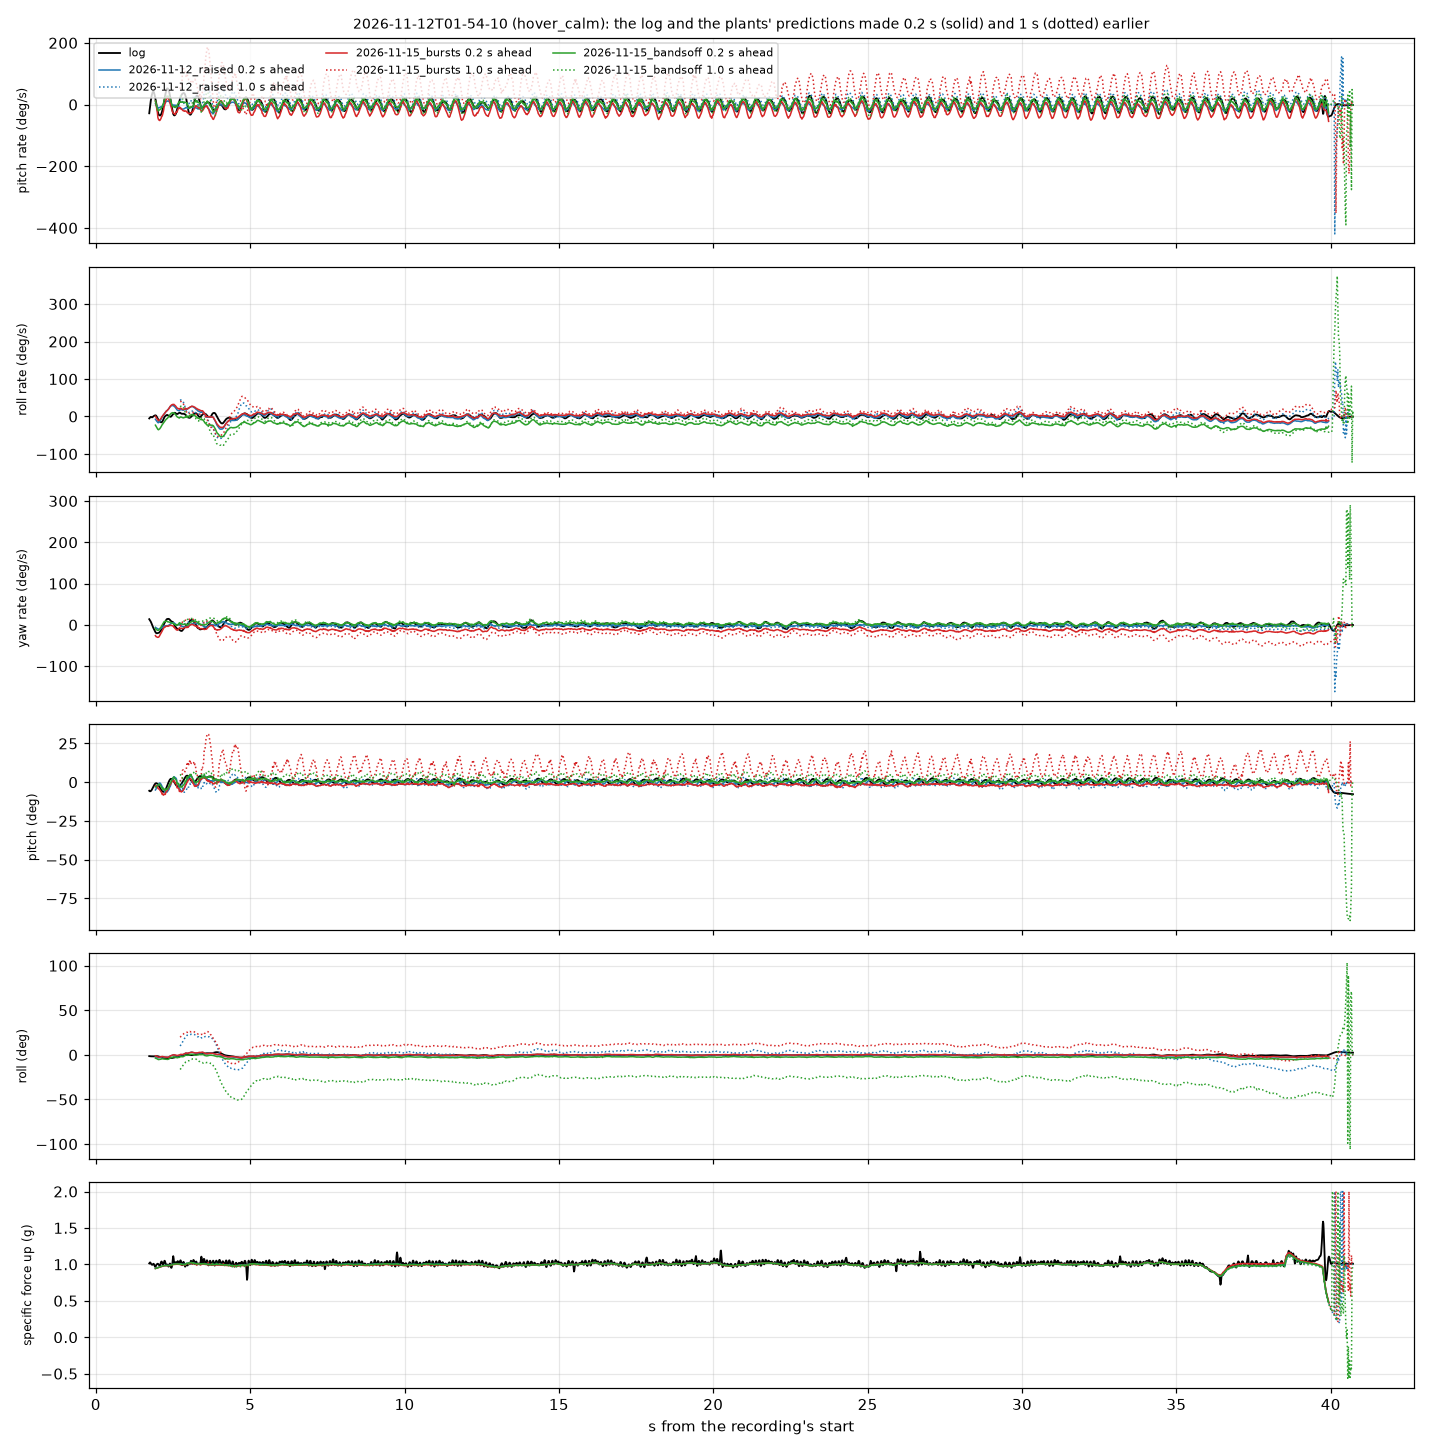 2026-11-12T01-54-10 (hover_calm): the log and the plants' predictions made 0.2 s (solid) and 1 s (dotted) earlier
log
2026-11-12_raised 0.2 s ahead
2026-11-12_raised 1.0 s ahead
2026-11-15_bursts 0.2 s ahead
2026-11-15_bursts 1.0 s ahead
2026-11-15_bandsoff 0.2 s ahead
2026-11-15_bandsoff 1.0 s ahead
pitch rate (deg/s)
200
0
−200
−400
roll rate (deg/s)
300
200
100
0
−100
yaw rate (deg/s)
300
200
100
0
−100
pitch (deg)
25
0
−25
−50
−75
roll (deg)
100
50
0
−50
−100
specific force up (g)
2.0
1.5
1.0
0.5
0.0
−0.5
0 5 10 15 20 25 30 35 40
s from the recording's start